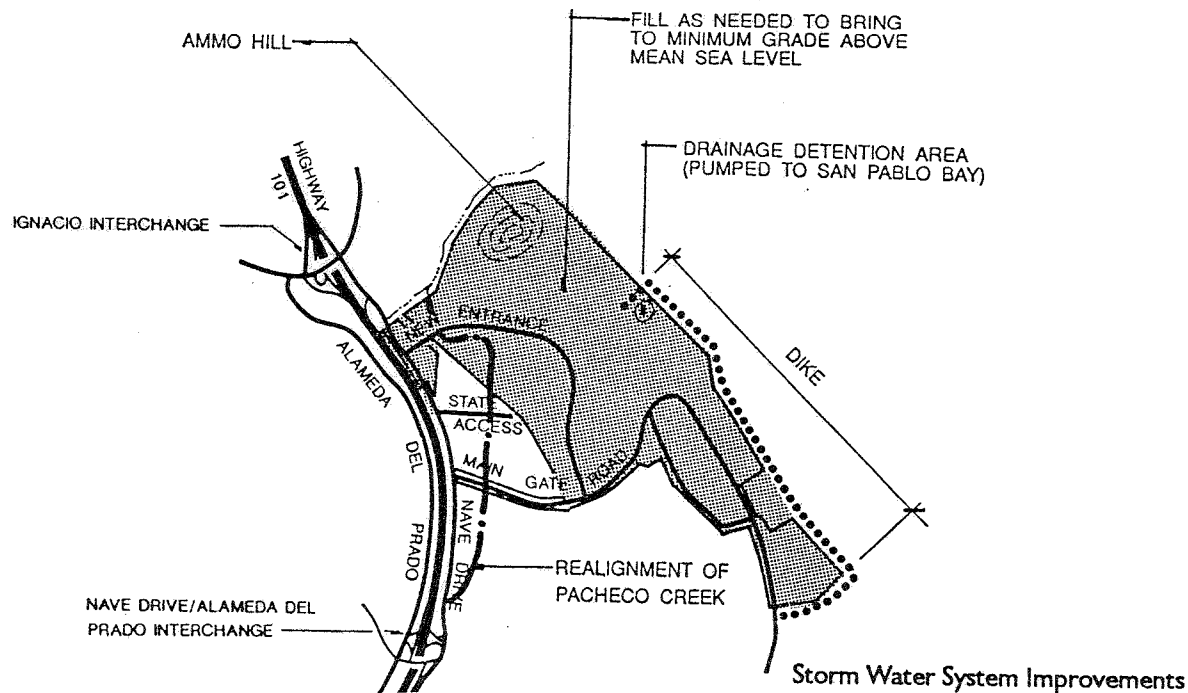 AMMO HILL
FILL AS NEEDED TO BRING
TO MINIMUM GRADE ABOVE
MEAN SEA LEVEL
DRAINAGE DETENTION AREA
(PUMPED TO SAN PABLO BAY)
HIGHWAY
101
IGNACIO INTERCHANGE
NEW ENTRANCE
DIKE
ALAMEDA
DEL
PRADO
STATE
ACCESS
MAIN
GATE
ROAD
NAVE
DRIVE
REALIGNMENT OF
PACHECO CREEK
NAVE DRIVE/ALAMEDA DEL
PRADO INTERCHANGE
Storm Water System Improvements